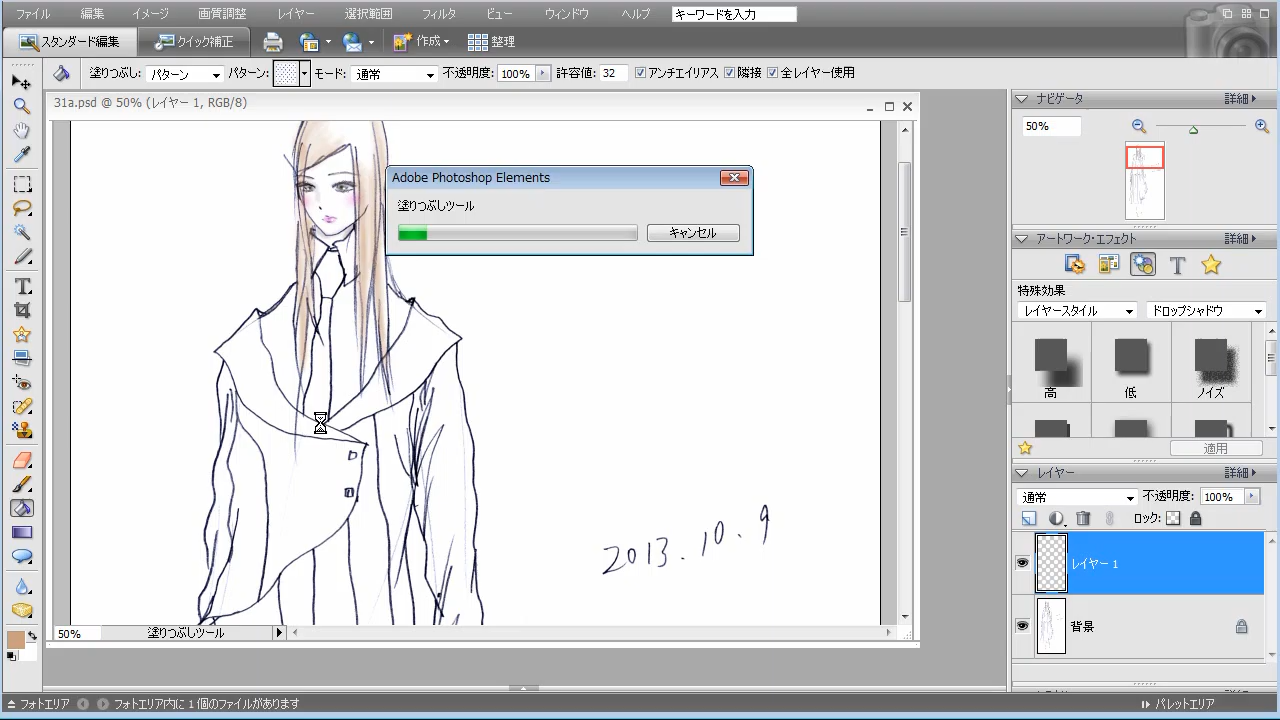 ファイル 編集 イメージ 画質調整 レイヤー 選択範囲 フィルタ ビュー ウィンドウ ヘルプ キーワードを入力
スタンダード編集 クイック補正 作成 整理
塗りつぶし: パターン パターン: モード: 通常 不透明度: 100% 許容値: 32 アンチエイリアス 隣接 全レイヤー使用
31a.psd @ 50% (レイヤー 1, RGB/8)
Adobe Photoshop Elements
塗りつぶしツール
キャンセル
2013.10.9
50% 塗りつぶしツール
ナビゲータ 詳細
50%
アートワーク・エフェクト 詳細
特殊効果
レイヤースタイル ドロップシャドウ
高 低 ノイズ
適用
レイヤー 詳細
通常 不透明度: 100%
ロック:
レイヤー 1
背景
フォトエリア フォトエリア内に 1 個のファイルがあります パレットエリア